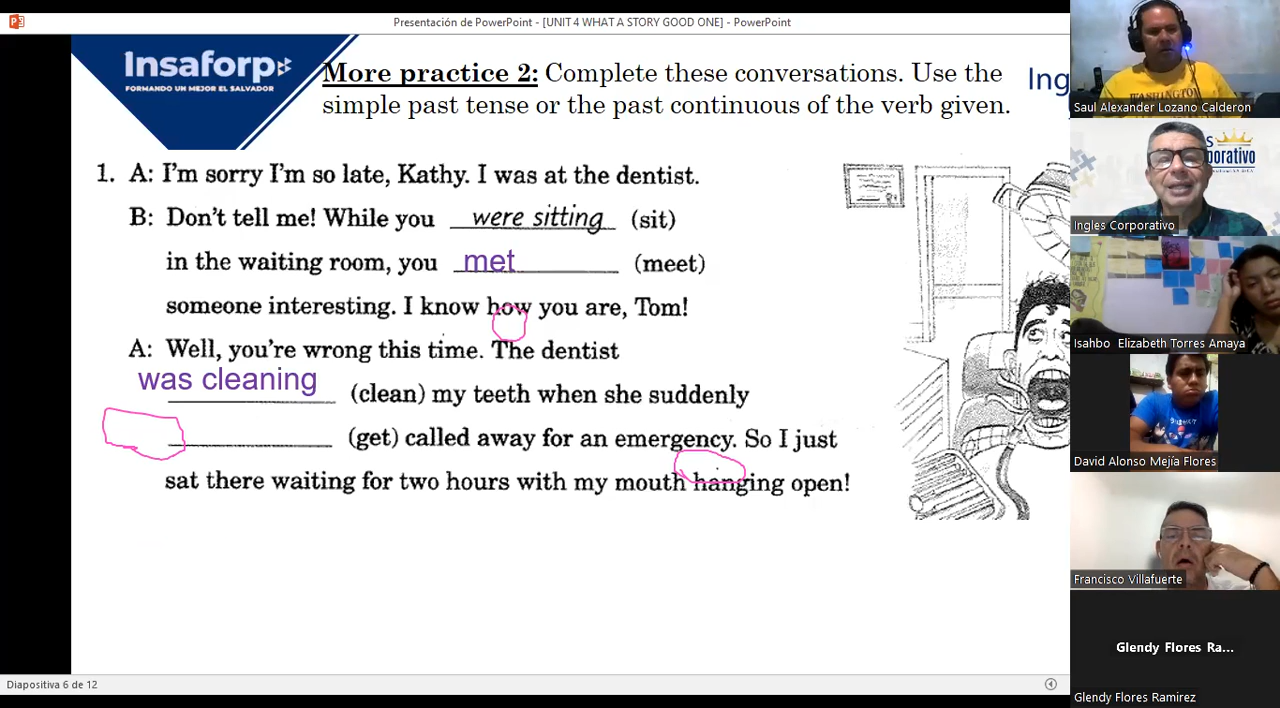 Presentación de PowerPoint - [UNIT 4 WHAT A STORY GOOD ONE] - PowerPoint
Insaforp
FORMANDO UN MEJOR EL SALVADOR
More practice 2: Complete these conversations. Use the
simple past tense or the past continuous of the verb given.
Ing
1. A: I'm sorry I'm so late, Kathy. I was at the dentist.
B: Don't tell me! While you were sitting (sit)
in the waiting room, you met (meet)
someone interesting. I know how you are, Tom!
A: Well, you're wrong this time. The dentist
was cleaning (clean) my teeth when she suddenly
____________ (get) called away for an emergency. So I just
sat there waiting for two hours with my mouth hanging open!
Diapositiva 6 de 12
WASHINGTON
Saul Alexander Lozano Calderon
S
orporativo
Ingles Corporativo
Isahbo Elizabeth Torres Amaya
David Alonso Mejía Flores
Francisco Villafuerte
Glendy Flores Ra...
Glendy Flores Ramirez